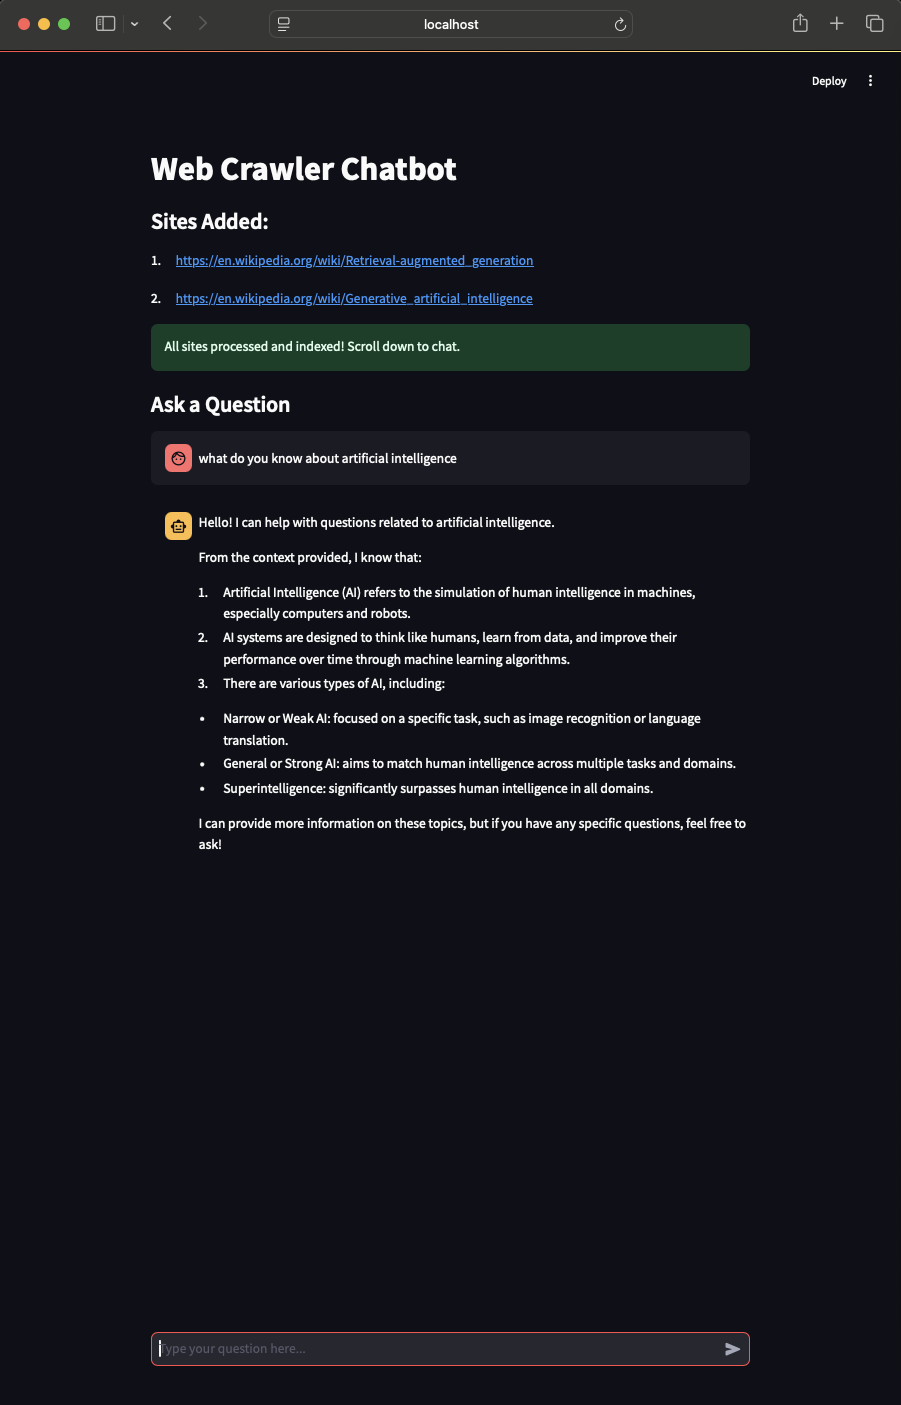 localhost
Deploy
Web Crawler Chatbot
Sites Added:
1. https://en.wikipedia.org/wiki/Retrieval-augmented_generation
2. https://en.wikipedia.org/wiki/Generative_artificial_intelligence
All sites processed and indexed! Scroll down to chat.
Ask a Question
what do you know about artificial intelligence
Hello! I can help with questions related to artificial intelligence.
From the context provided, I know that:
1. Artificial Intelligence (AI) refers to the simulation of human intelligence in machines,
especially computers and robots.
2. AI systems are designed to think like humans, learn from data, and improve their
performance over time through machine learning algorithms.
3. There are various types of AI, including:
• Narrow or Weak AI: focused on a specific task, such as image recognition or language
translation.
• General or Strong AI: aims to match human intelligence across multiple tasks and domains.
• Superintelligence: significantly surpasses human intelligence in all domains.
I can provide more information on these topics, but if you have any specific questions, feel free to
ask!
Type your question here...